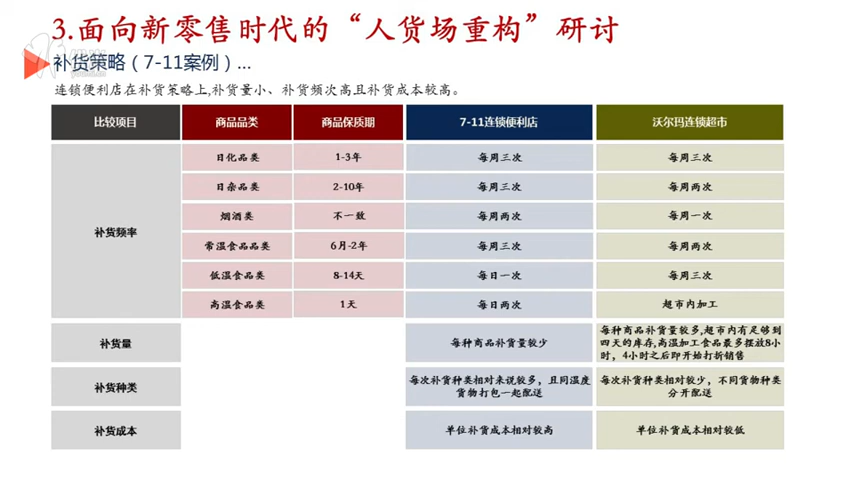 3.面向新零售时代的“人货场重构”研讨
补货策略（7-11案例）...
连锁便利店在补货策略上,补货量小、补货频次高且补货成本较高。
比较项目 商品品类 商品保质期 7-11连锁便利店 沃尔玛连锁超市
补货频率
日化品类 1-3年 每周三次 每周三次
日杂品类 2-10年 每周三次 每周两次
烟酒类 不一致 每周两次 每周一次
常温食品品类 6月-2年 每周三次 每周两次
低温食品类 8-14天 每日一次 每周三次
高温食品类 1天 每日两次 超市内加工
补货量 每种商品补货量较少
每种商品补货量较多,超市内有足够到
四天的库存,高温加工食品最多摆放8小
时，4小时之后即开始打折销售
补货种类
每次补货种类相对来说较多，且同温度
货物打包一起配送
每次补货种类相对较少，不同货物种类
分开配送
补货成本 单位补货成本相对较高 单位补货成本相对较低